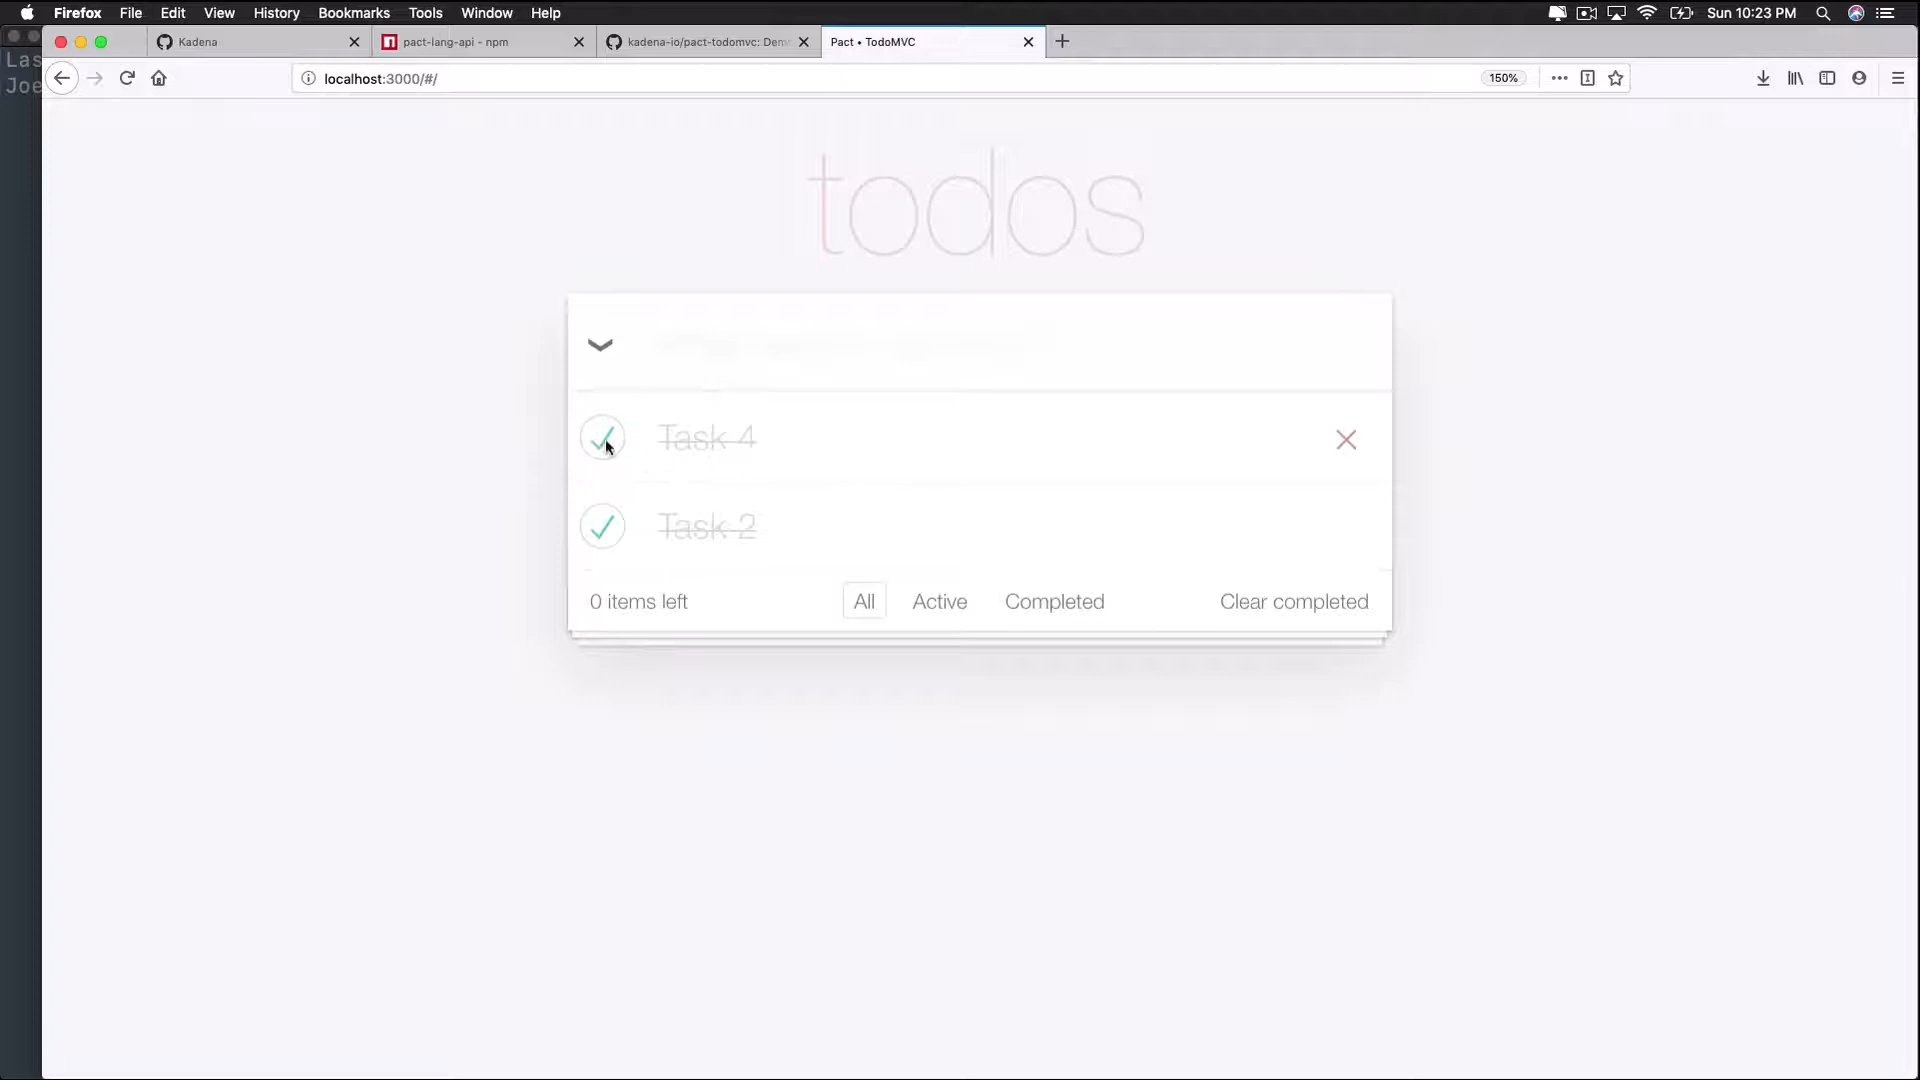 Firefox File Edit View History Bookmarks Tools Window Help Sun 10:23 PM
Kadena pact-lang-api - npm kadena-io/pact-todomvc: Dem Pact • TodoMVC
Las
Joe
localhost:3000/#/ 150%
todos
Task 4
Task 2
0 items left All Active Completed Clear completed